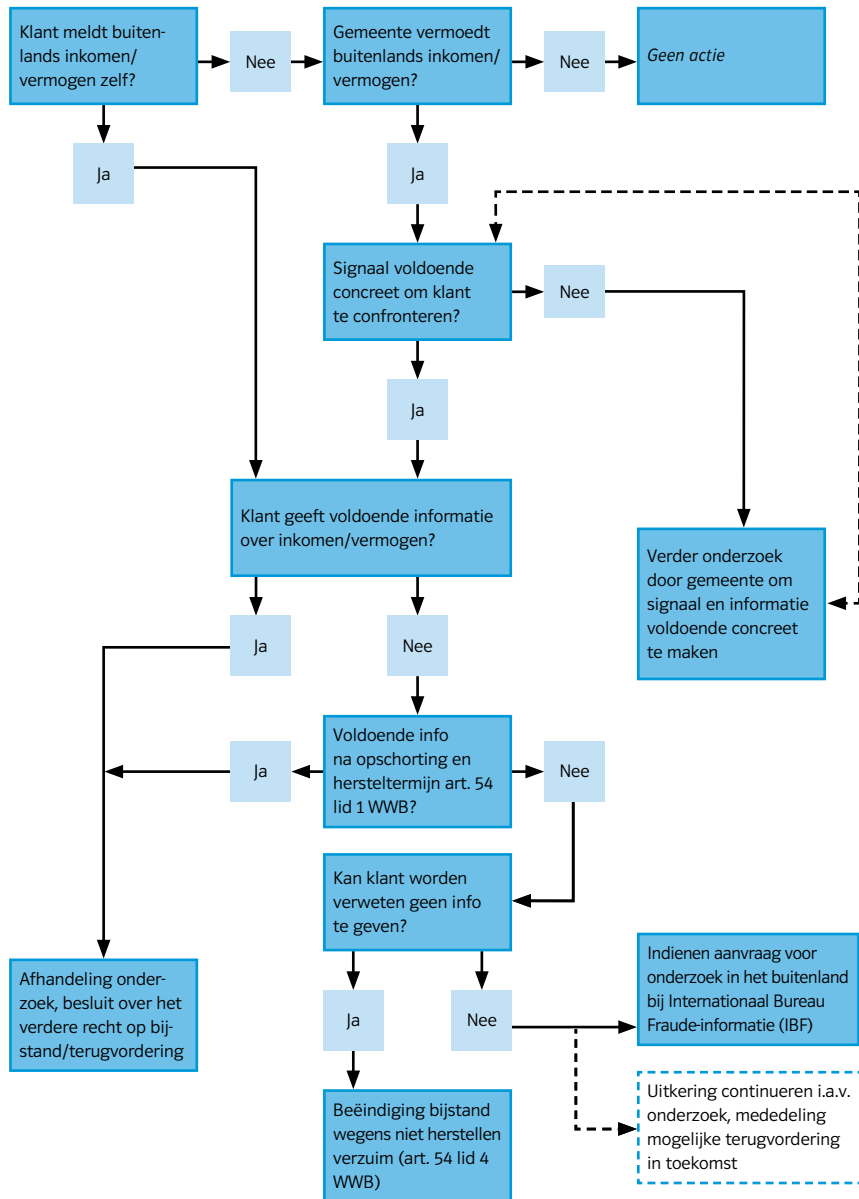 Klant meldt buiten-
lands inkomen/
vermogen zelf?
Nee
Gemeente vermoedt
buitenlands inkomen/
vermogen?
Nee
Geen actie
Ja
Ja
Signaal voldoende
concreet om klant
te confronteren?
Nee
Ja
Klant geeft voldoende informatie
over inkomen/vermogen?
Verder onderzoek
door gemeente om
signaal en informatie
voldoende concreet
te maken
Ja
Nee
Voldoende info
na opschorting en
hersteltermijn art. 54
lid 1 WWB?
Ja
Nee
Kan klant worden
verweten geen info
te geven?
Afhandeling onder-
zoek, besluit over het
verdere recht op bij-
stand/terugvordering
Ja
Nee
Indienen aanvraag voor
onderzoek in het buitenland
bij Internationaal Bureau
Fraude-informatie (IBF)
Beëindiging bijstand
wegens niet herstellen
verzuim (art. 54 lid 4
WWB)
Uitkering continueren i.a.v.
onderzoek, mededeling
mogelijke terugvordering
in toekomst